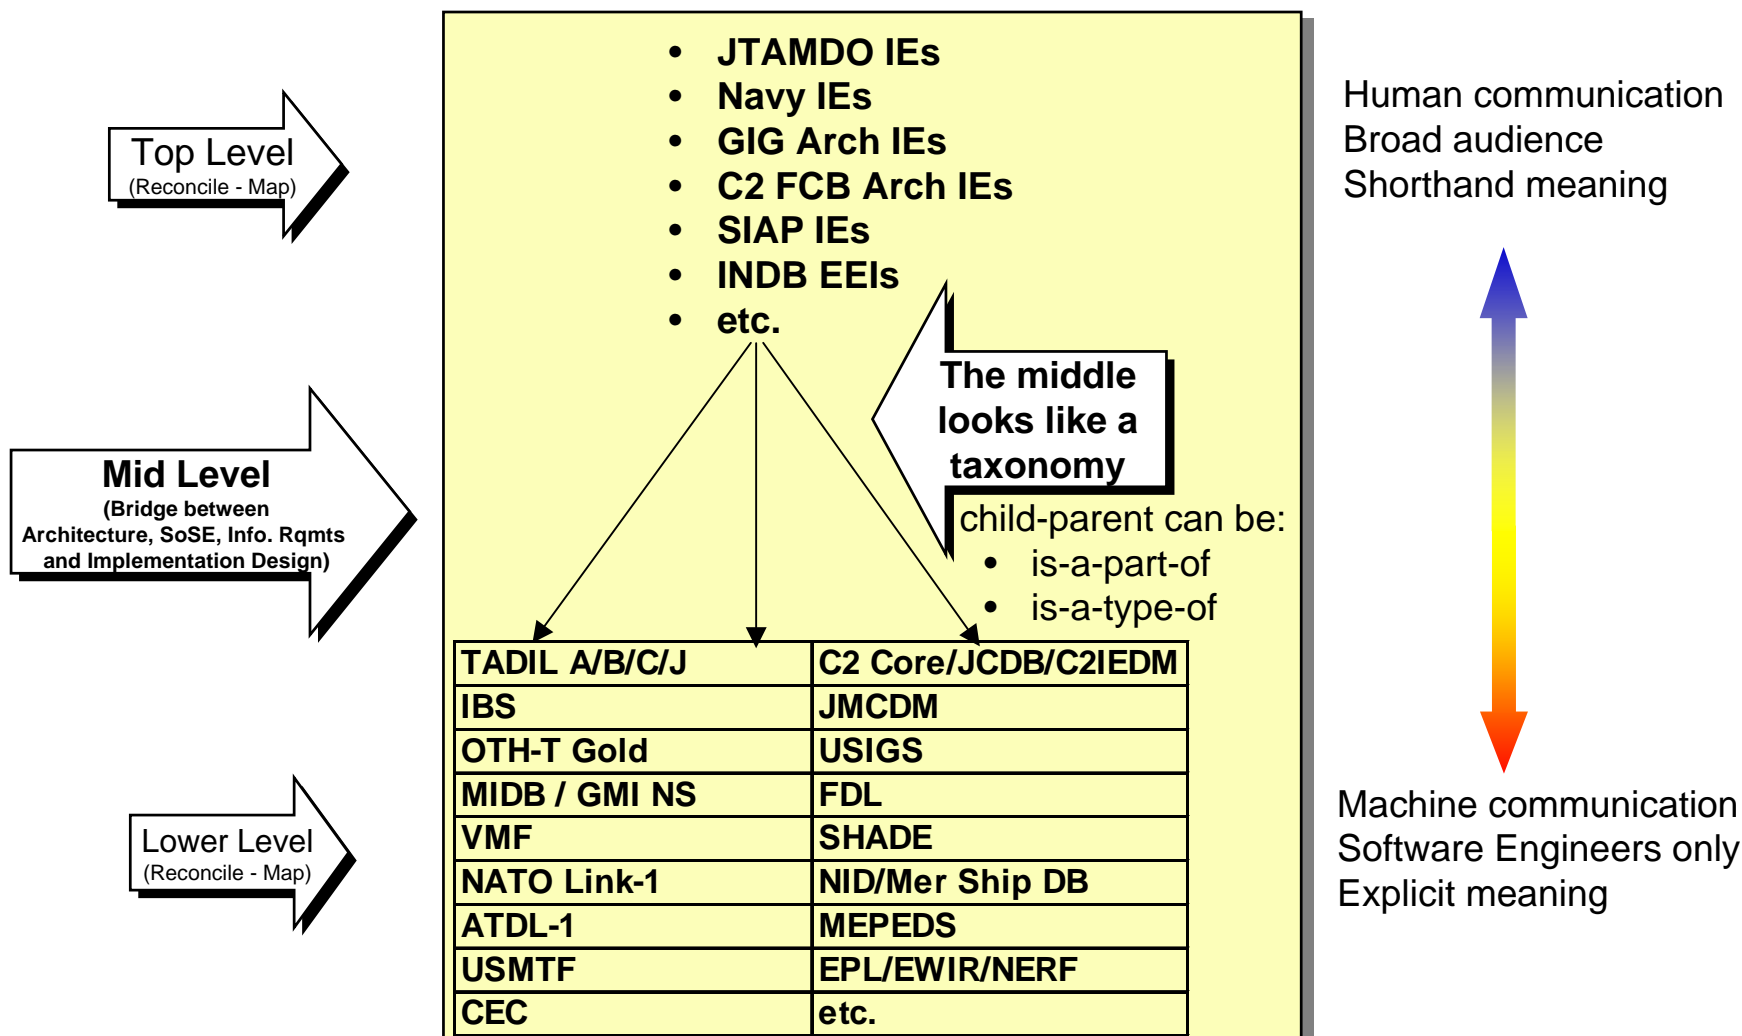 Top Level
(Reconcile - Map)
• JTAMDO IEs
• Navy IEs
• GIG Arch IEs
• C2 FCB Arch IEs
• SIAP IEs
• INDB EEIs
• etc.
Human communication
Broad audience
Shorthand meaning
Mid Level
(Bridge between
Architecture, SoSE, Info. Rqmts
and Implementation Design)
The middle
looks like a
taxonomy
child-parent can be:
• is-a-part-of
• is-a-type-of
Lower Level
(Reconcile - Map)
TADIL A/B/C/J C2 Core/JCDB/C2IEDM
IBS JMCDM
OTH-T Gold USIGS
MIDB / GMI NS FDL
VMF SHADE
NATO Link-1 NID/Mer Ship DB
ATDL-1 MEPEDS
USMTF EPL/EWIR/NERF
CEC etc.
Machine communication
Software Engineers only
Explicit meaning